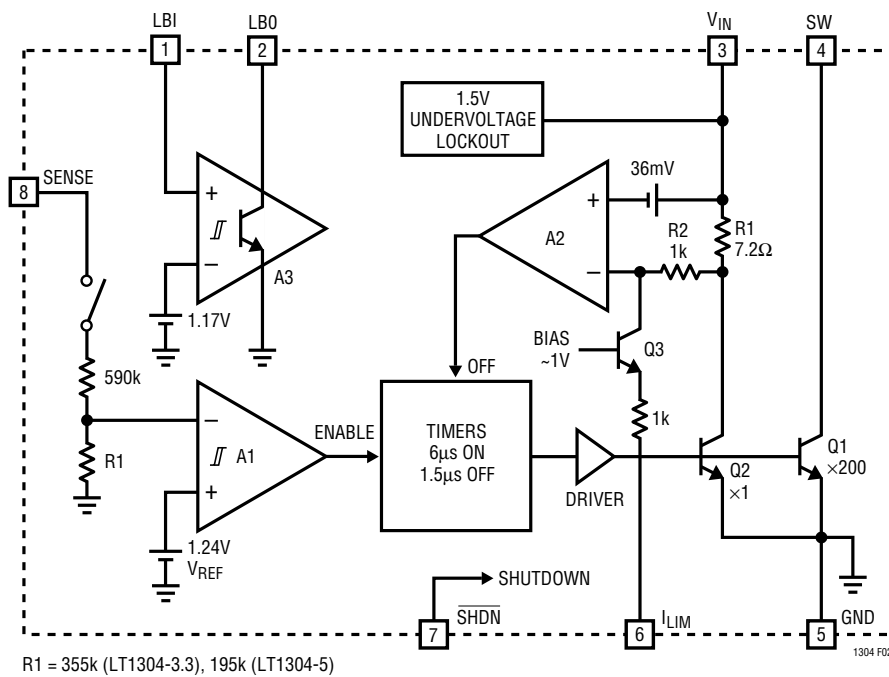 LBI
LB0
VIN
SW
1
2
3
4
1.5V
UNDERVOLTAGE
LOCKOUT
36mV
8
SENSE
+
+
R2
1k
R1
7.2Ω
A2
−
−
A3
1.17V
BIAS
~1V
Q3
OFF
590k
1k
−
ENABLE
TIMERS
6µs ON
1.5µs OFF
A1
R1
+
DRIVER
Q2
×1
Q1
×200
1.24V
VREF
SHUTDOWN
7
SHDN
6
ILIM
5
GND
1304 F02
R1 = 355k (LT1304-3.3), 195k (LT1304-5)